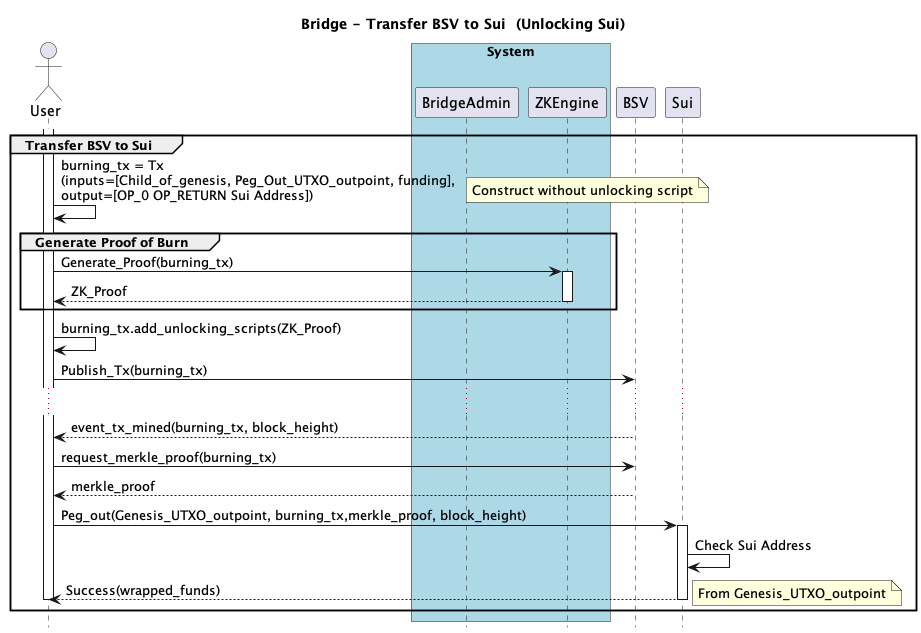 Bridge - Transfer BSV to Sui (Unlocking Sui)
System
User
BridgeAdmin
ZKEngine
BSV
Sui
Transfer BSV to Sui
burning_tx = Tx
(inputs=[Child_of_genesis, Peg_Out_UTXO_outpoint, funding],
output=[OP_0 OP_RETURN Sui Address])
Construct without unlocking script
Generate Proof of Burn
Generate_Proof(burning_tx)
ZK_Proof
burning_tx.add_unlocking_scripts(ZK_Proof)
Publish_Tx(burning_tx)
event_tx_mined(burning_tx, block_height)
request_merkle_proof(burning_tx)
merkle_proof
Peg_out(Genesis_UTXO_outpoint, burning_tx,merkle_proof, block_height)
Check Sui Address
Success(wrapped_funds)
From Genesis_UTXO_outpoint